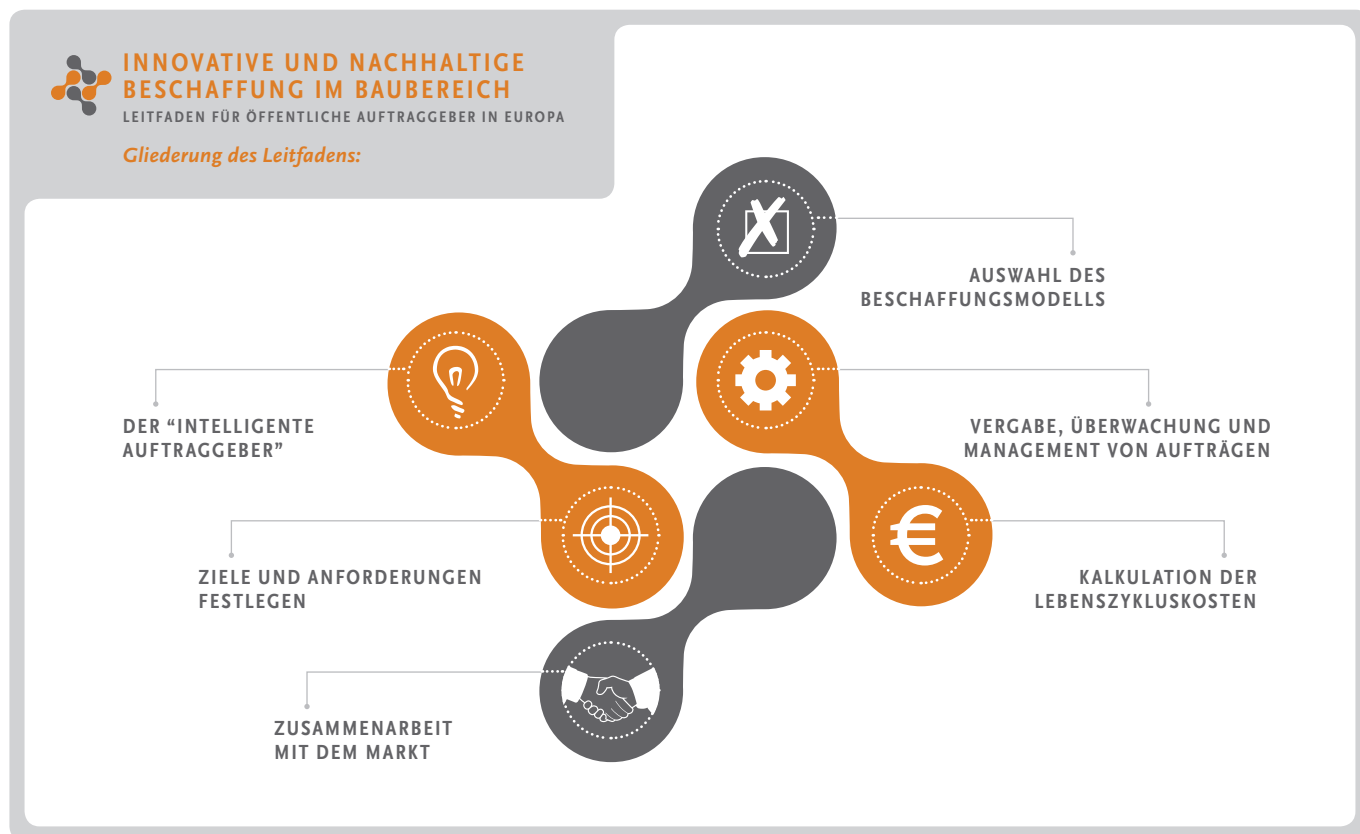 INNOVATIVE UND NACHHALTIGE
BESCHAFFUNG IM BAUBEREICH
LEITFADEN FÜR ÖFFENTLICHE AUFTRAGGEBER IN EUROPA
Gliederung des Leitfadens:
DER “INTELLIGENTE
AUFTRAGGEBER”
ZIELE UND ANFORDERUNGEN
FESTLEGEN
ZUSAMMENARBEIT
MIT DEM MARKT
AUSWAHL DES
BESCHAFFUNGSMODELLS
VERGABE, ÜBERWACHUNG UND
MANAGEMENT VON AUFTRÄGEN
€
KALKULATION DER
LEBENSZYKLUSKOSTEN